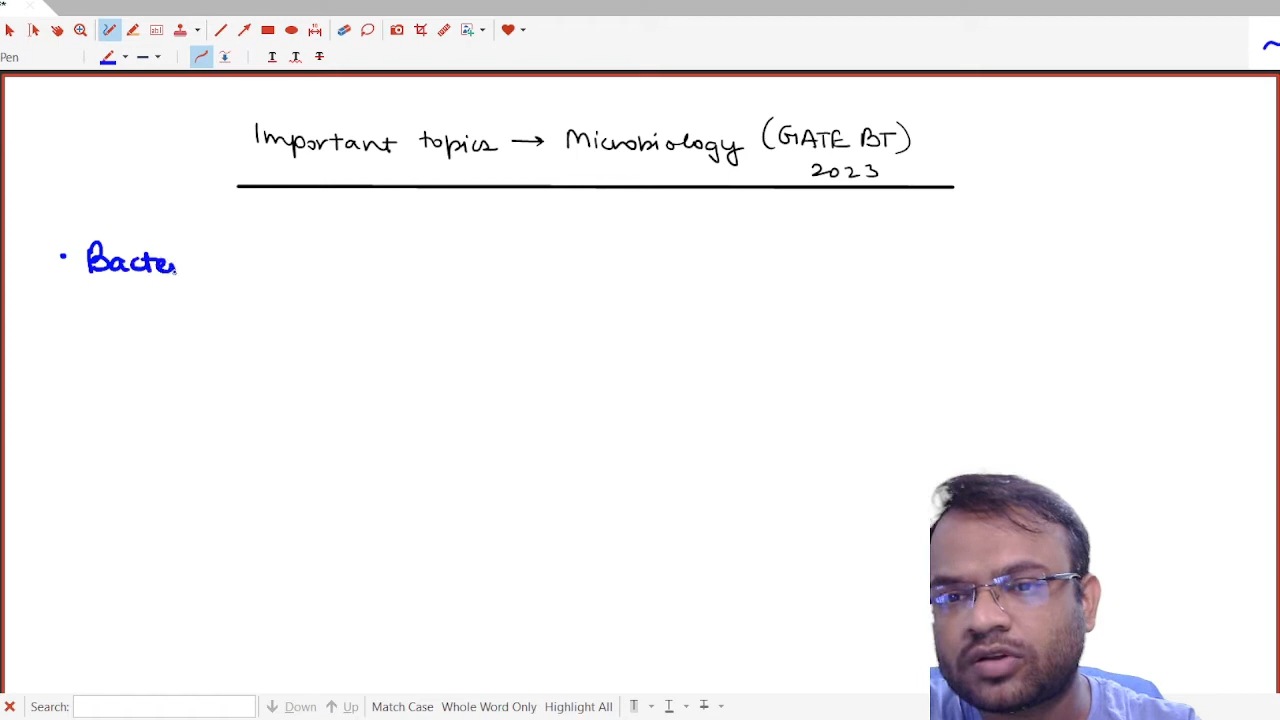 Pen
Important topics → Microbiology (GATE BT)
2023
• Bacte
Search:
Down
Up
Match Case
Whole Word Only
Highlight All